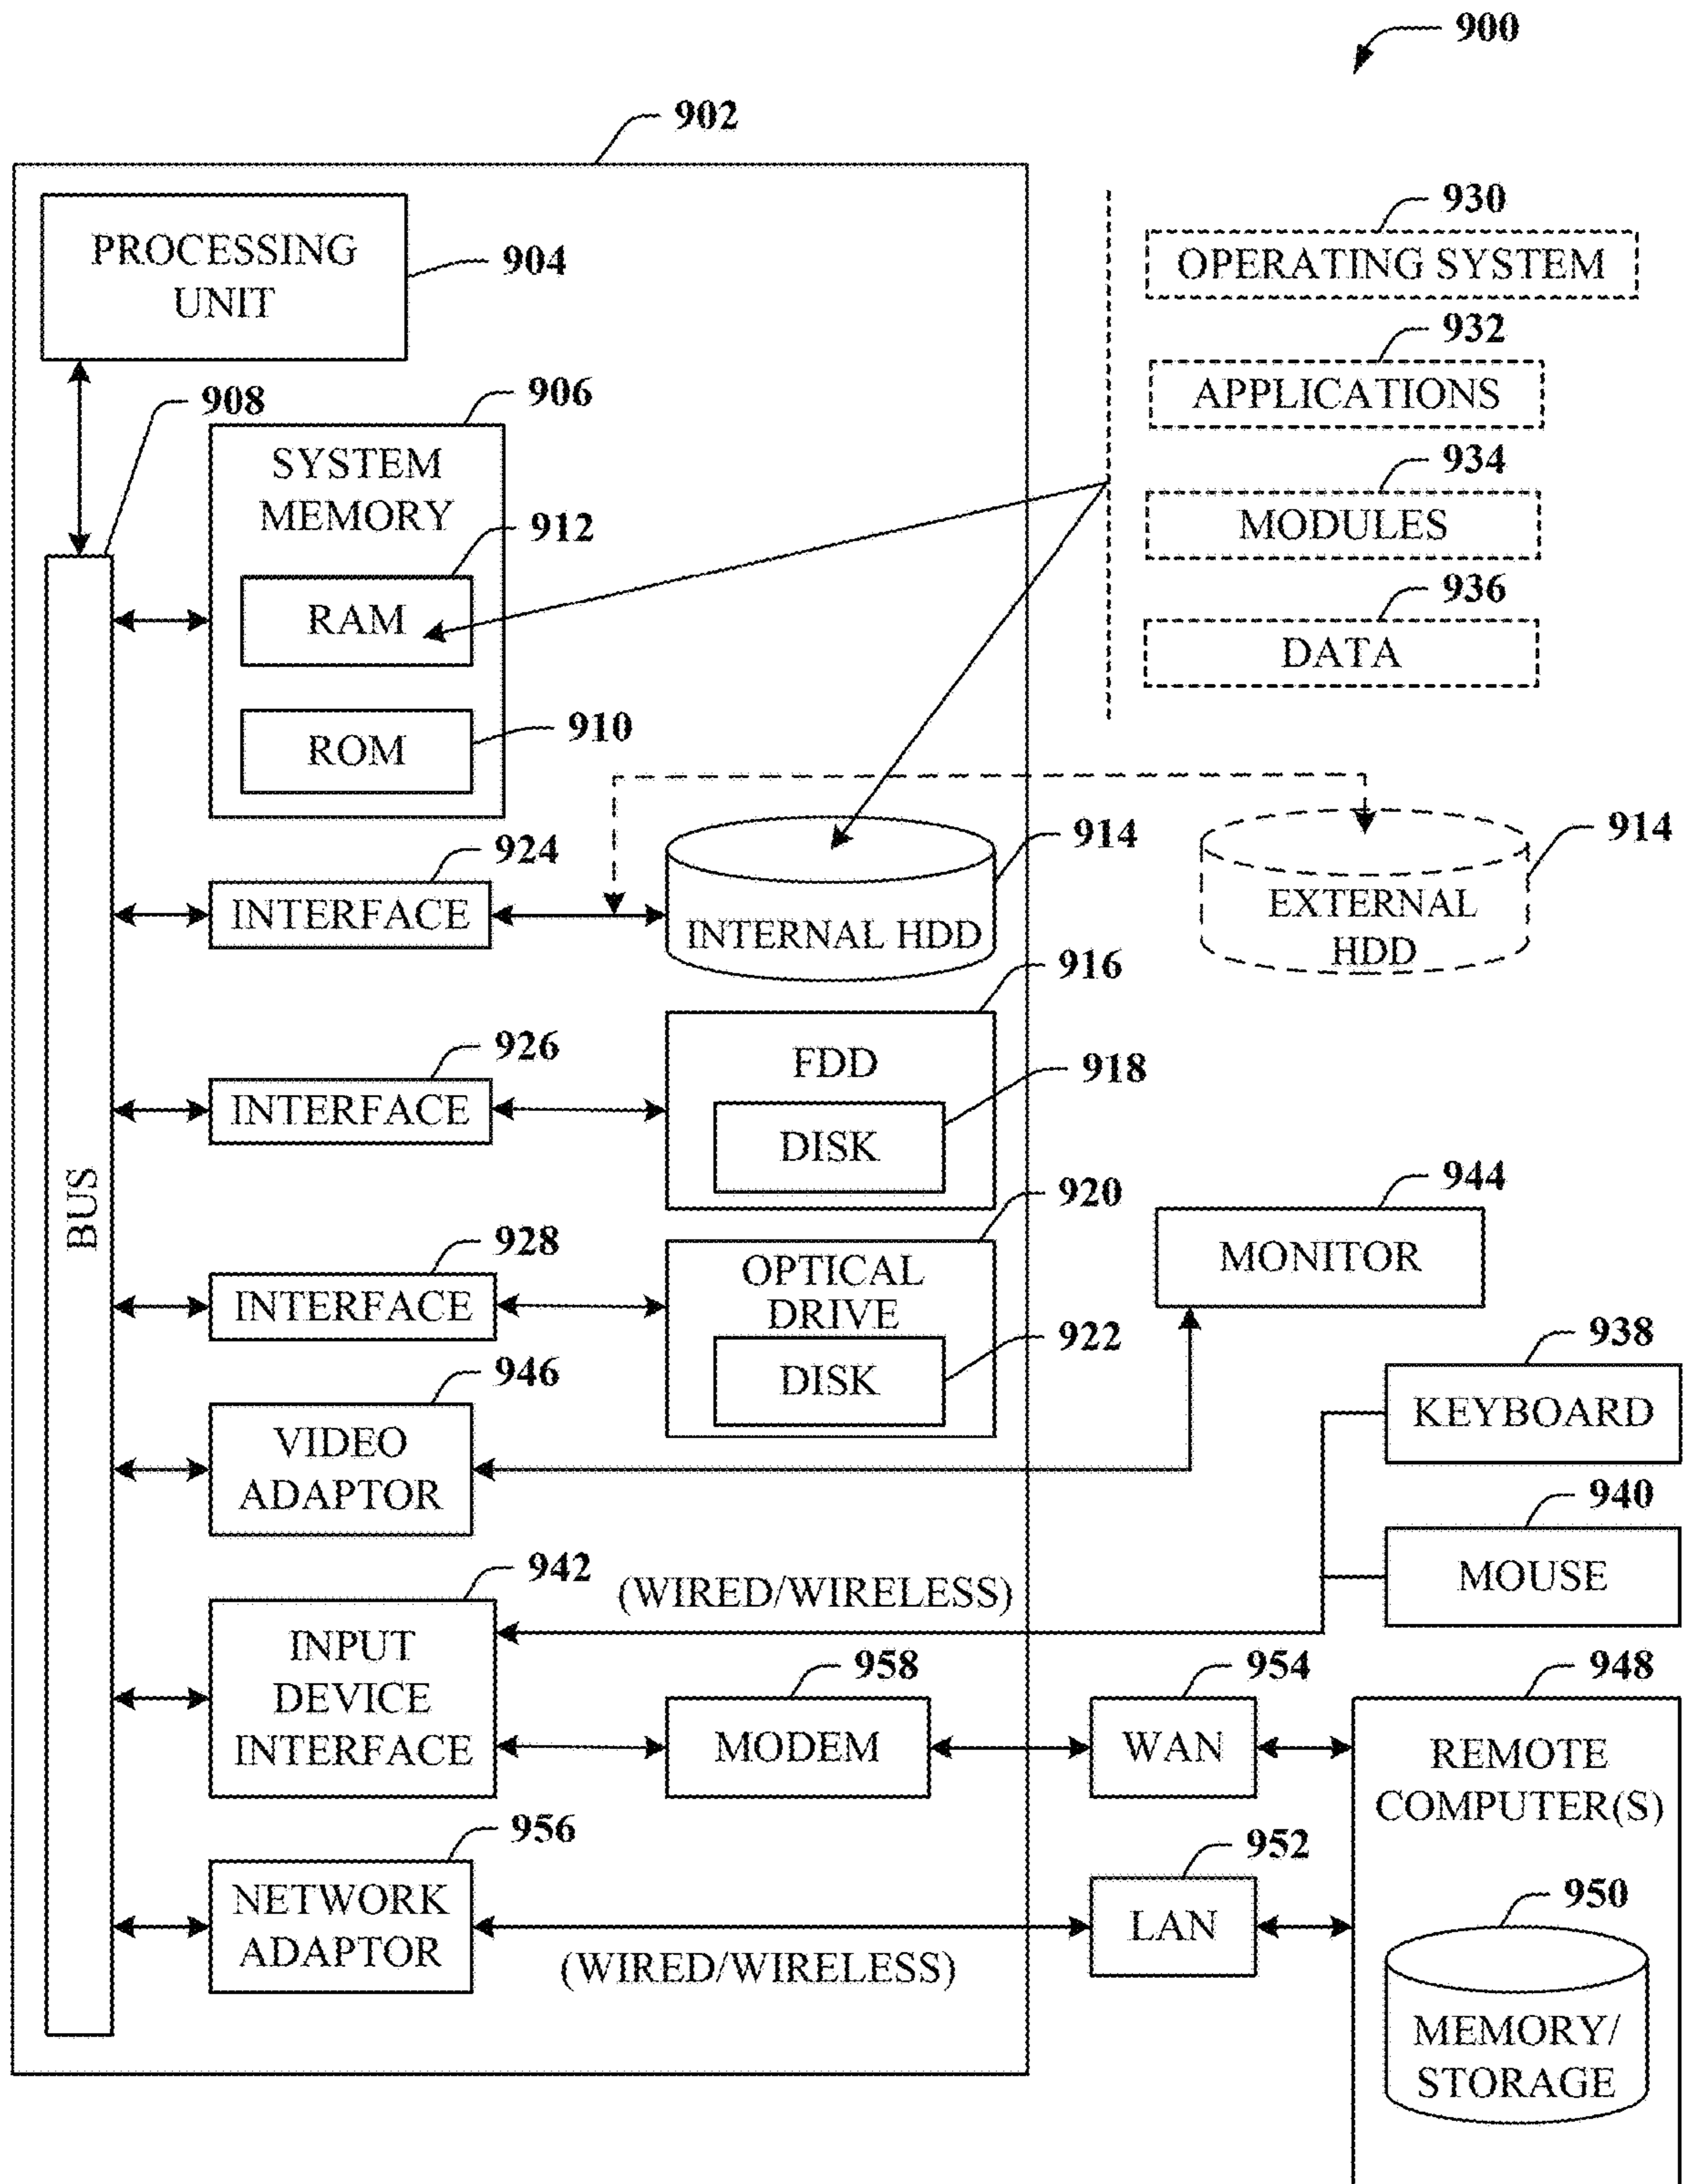 900
902
PROCESSING
UNIT
904
930
OPERATING SYSTEM
932
APPLICATIONS
934
MODULES
936
DATA
908
906
SYSTEM
MEMORY
912
RAM
910
ROM
924
INTERFACE
914
INTERNAL HDD
914
EXTERNAL
HDD
926
INTERFACE
916
FDD
918
DISK
BUS
928
INTERFACE
920
OPTICAL
DRIVE
922
DISK
944
MONITOR
946
VIDEO
ADAPTOR
938
KEYBOARD
940
MOUSE
942
INPUT
DEVICE
INTERFACE
(WIRED/WIRELESS)
958
MODEM
954
WAN
948
REMOTE
COMPUTER(S)
956
NETWORK
ADAPTOR
(WIRED/WIRELESS)
952
LAN
950
MEMORY/
STORAGE